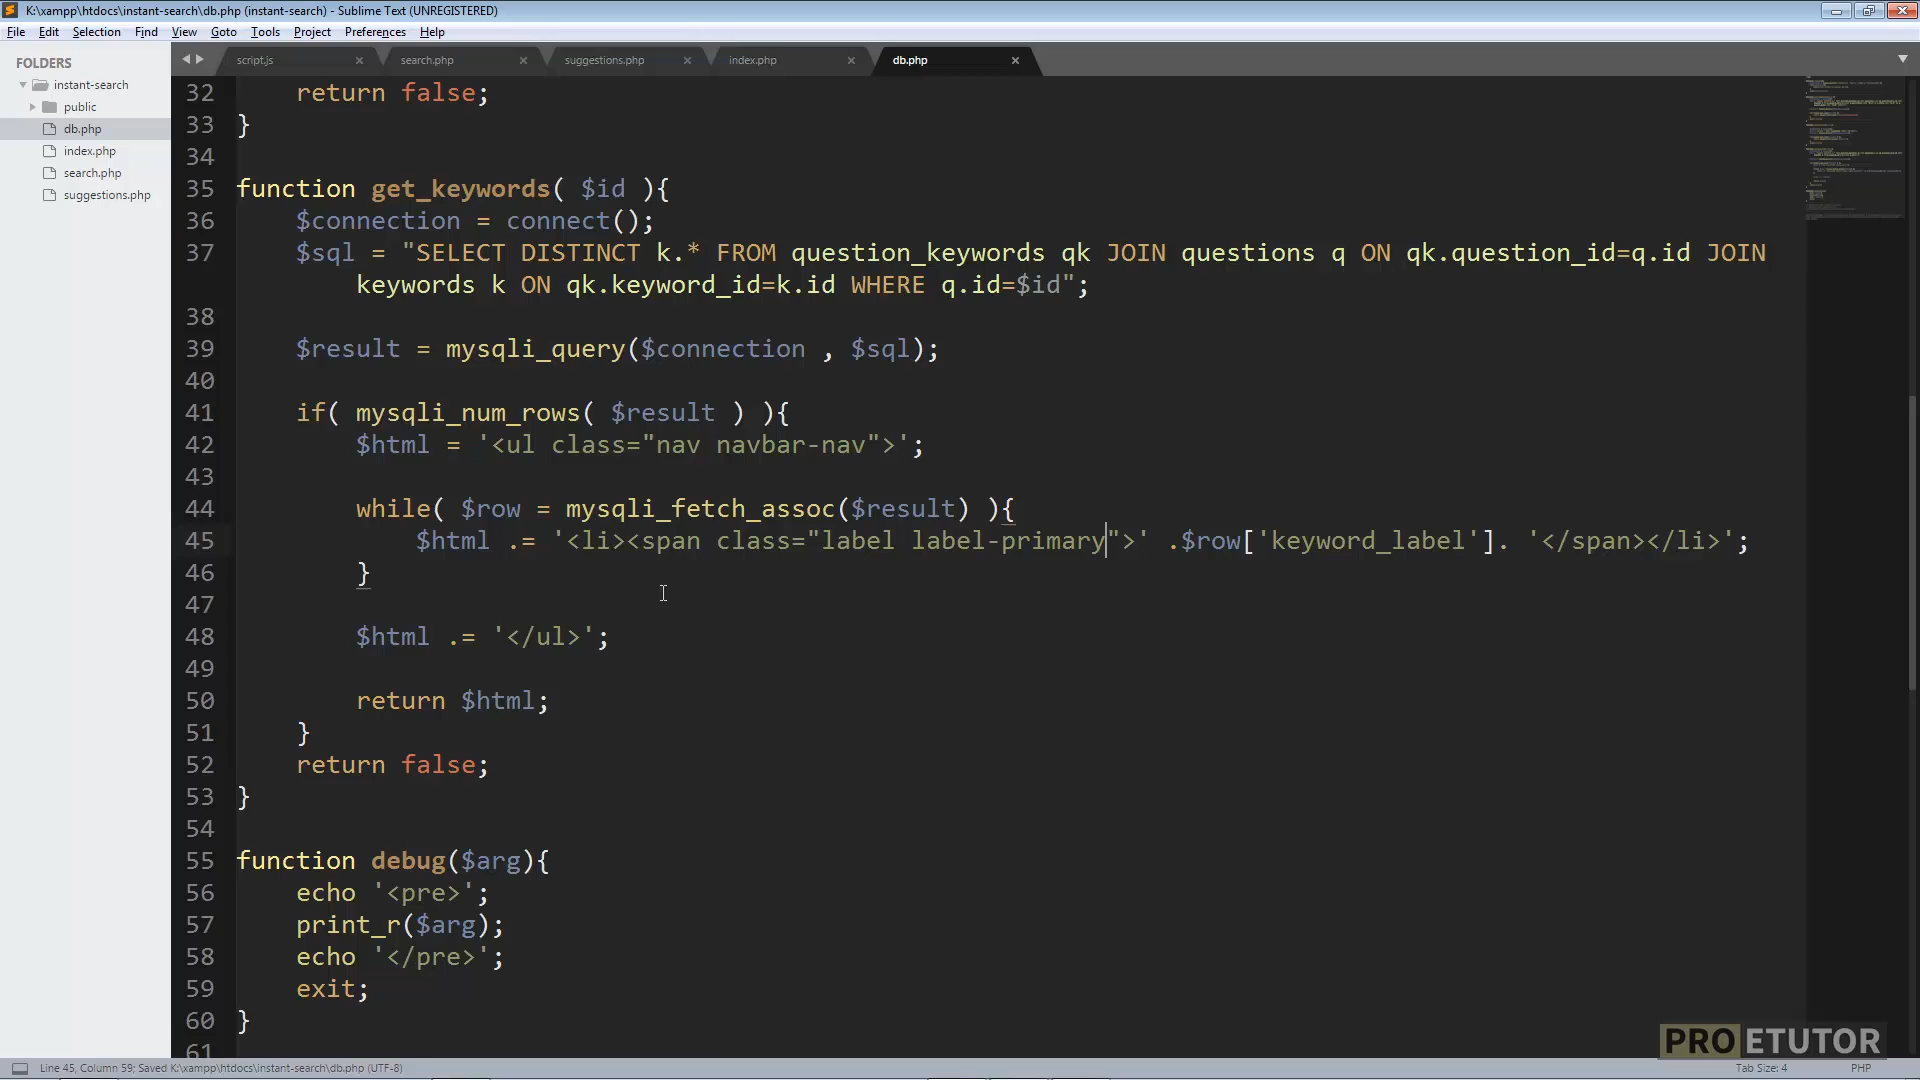 K:\xampp\htdocs\instant-search\db.php (instant-search) - Sublime Text (UNREGISTERED)
File Edit Selection Find View Goto Tools Project Preferences Help
FOLDERS
instant-search
public
db.php
index.php
search.php
suggestions.php
script.js search.php suggestions.php index.php db.php
32 return false;
33 }
34
35 function get_keywords( $id ){
36 $connection = connect();
37 $sql = "SELECT DISTINCT k.* FROM question_keywords qk JOIN questions q ON qk.question_id=q.id JOIN
keywords k ON qk.keyword_id=k.id WHERE q.id=$id";
38
39 $result = mysqli_query($connection , $sql);
40
41 if( mysqli_num_rows( $result ) ){
42 $html = '<ul class="nav navbar-nav">';
43
44 while( $row = mysqli_fetch_assoc($result) ){
45 $html .= '<li><span class="label label-primary">' .$row['keyword_label']. '</span></li>';
46 }
47
48 $html .= '</ul>';
49
50 return $html;
51 }
52 return false;
53 }
54
55 function debug($arg){
56 echo '<pre>';
57 print_r($arg);
58 echo '</pre>';
59 exit;
60 }
61
PROETUTOR
Line 45, Column 59; Saved K:\xampp\htdocs\instant-search\db.php (UTF-8)
Tab Size: 4 PHP